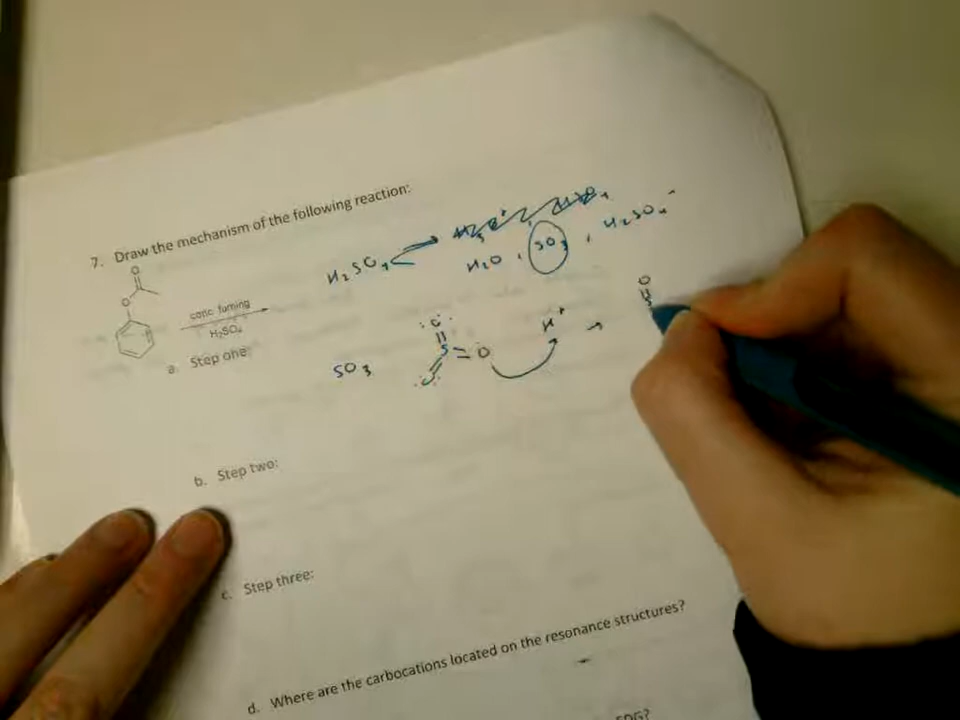 7. Draw the mechanism of the following reaction:
O
O
conc fuming
H₂SO₄
H₂SO₄
H₂O , SO₃ , H₂SO₄⁻
a. Step one:
SO₃
O
S = O
O
H⁺
→
O
b. Step two:
c. Step three:
d. Where are the carbocations located on the resonance structures?
EDG?